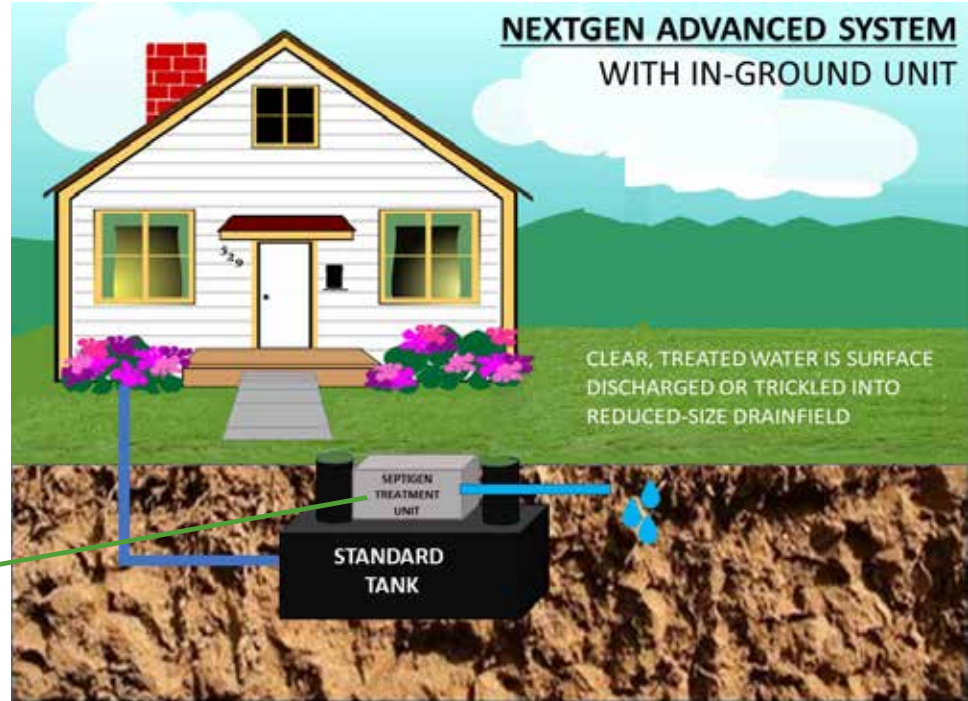 NEXTGEN ADVANCED SYSTEM
WITH IN-GROUND UNIT
529
CLEAR, TREATED WATER IS SURFACE
DISCHARGED OR TRICKLED INTO
REDUCED-SIZE DRAINFIELD
SEPTIGEN
TREATMENT
UNIT
STANDARD
TANK